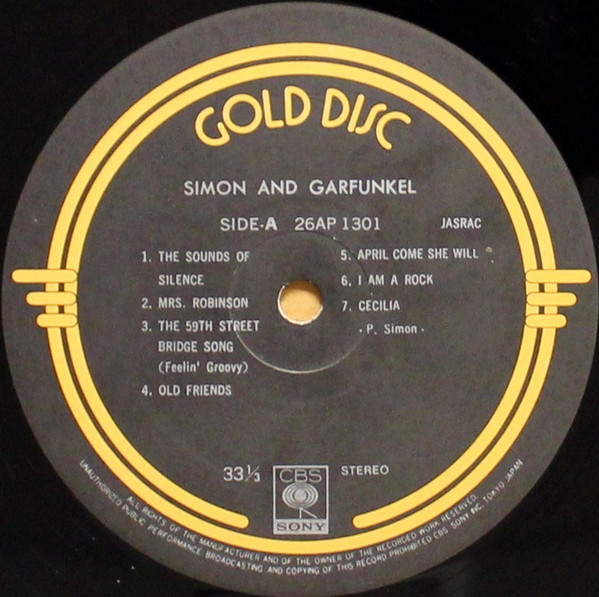 GOLD DISC
SIMON AND GARFUNKEL
SIDE-A 26AP 1301 JASRAC
1. THE SOUNDS OF
SILENCE
2. MRS. ROBINSON
3. THE 59TH STREET
BRIDGE SONG
(Feelin' Groovy)
4. OLD FRIENDS
5. APRIL COME SHE WILL
6. I AM A ROCK
7. CECILIA
· P. Simon ·
33⅓
CBS
SONY
STEREO
ALL RIGHTS OF THE MANUFACTURER AND OF THE OWNER OF THE RECORDED WORK RESERVED.
UNAUTHORIZED PUBLIC PERFORMANCE, BROADCASTING AND COPYING OF THIS RECORD PROHIBITED CBS SONY INC. TOKYO JAPAN